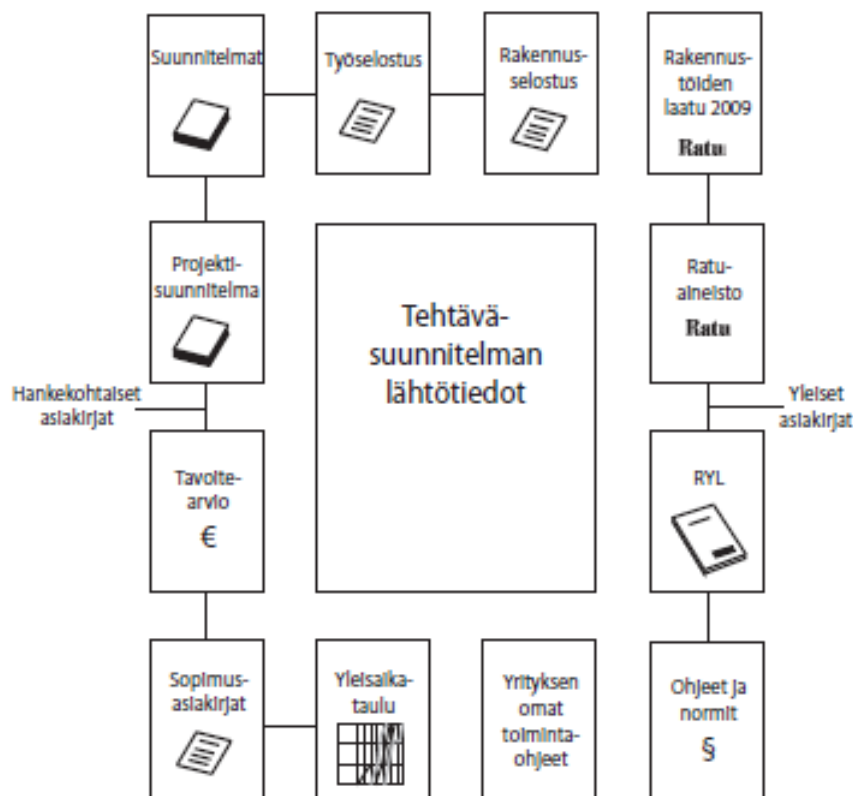 Suunnitelmat
Työselostus
Rakennus-
selostus
Rakennus-
töiden
laatu 2009
Ratu
Projekti-
suunnitelma
Tehtävä-
suunnitelman
lähtötiedot
Ratu-
aineisto
Ratu
Hankekohtaiset
asiakirjat
Yleiset
asiakirjat
Tavoite-
arvio
€
RYL
Sopimus-
asiakirjat
Yleisaika-
taulu
Yrityksen
omat
toiminta-
ohjeet
Ohjeet ja
normit
§